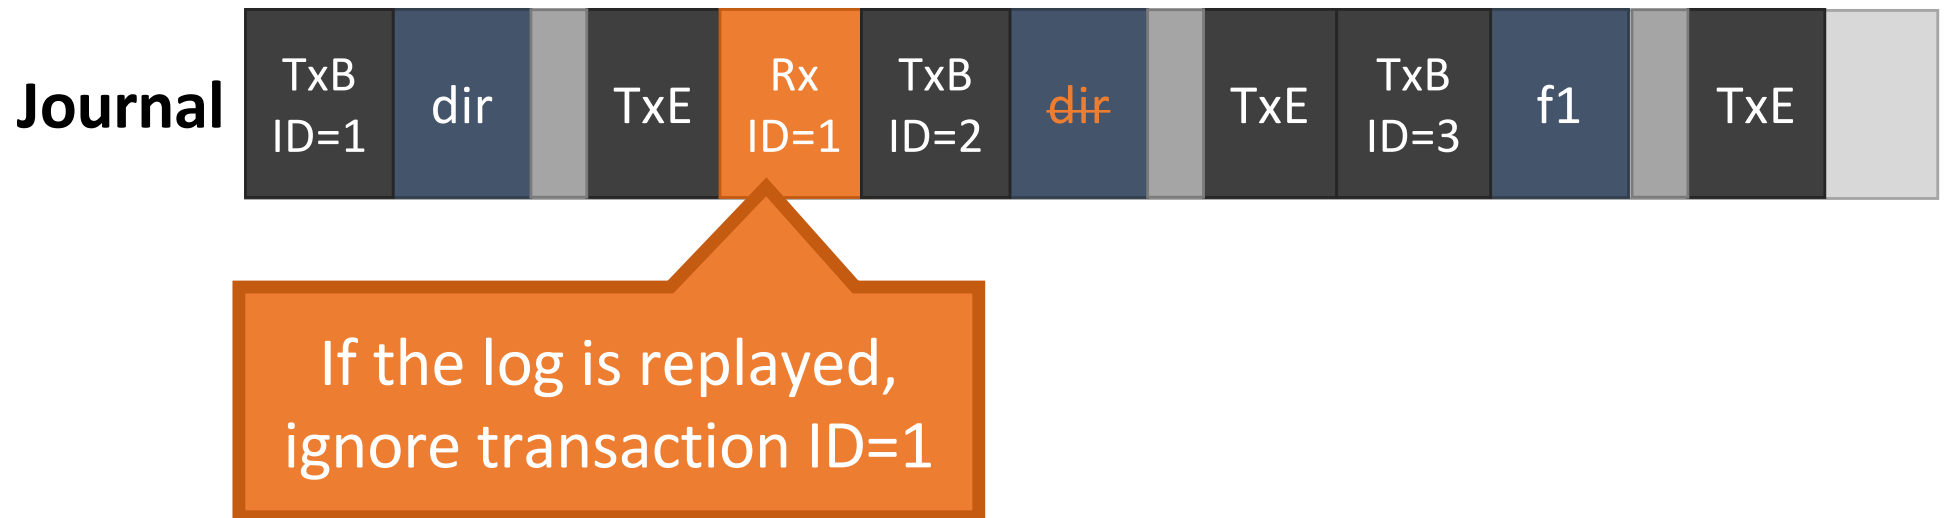 Journal
TxB
ID=1
dir
TxE
Rx
ID=1
TxB
ID=2
dir
TxE
TxB
ID=3
f1
TxE
If the log is replayed,
ignore transaction ID=1